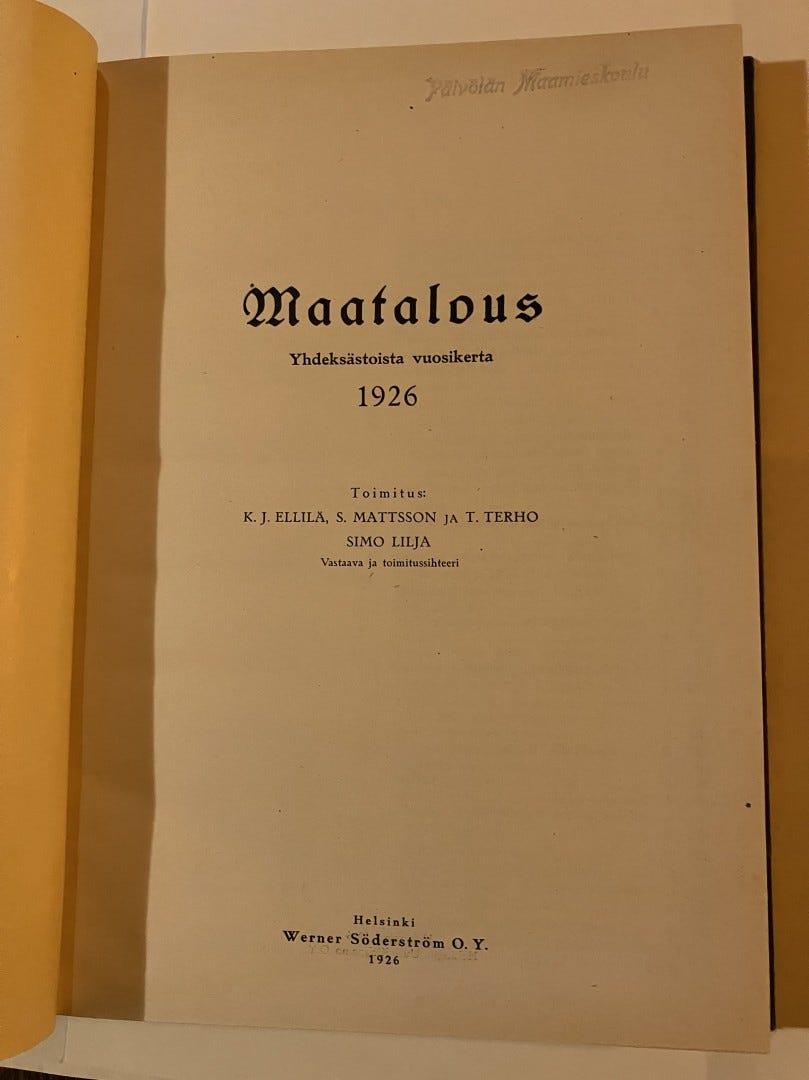 Päivölän Maamieskoulu
Maatalous
Yhdeksästoista vuosikerta
1926
Toimitus:
K. J. ELLILÄ, S. MATTSSON JA T. TERHO
SIMO LILJA
Vastaava ja toimitussihteeri
Helsinki
Werner Söderström O. Y.
1926